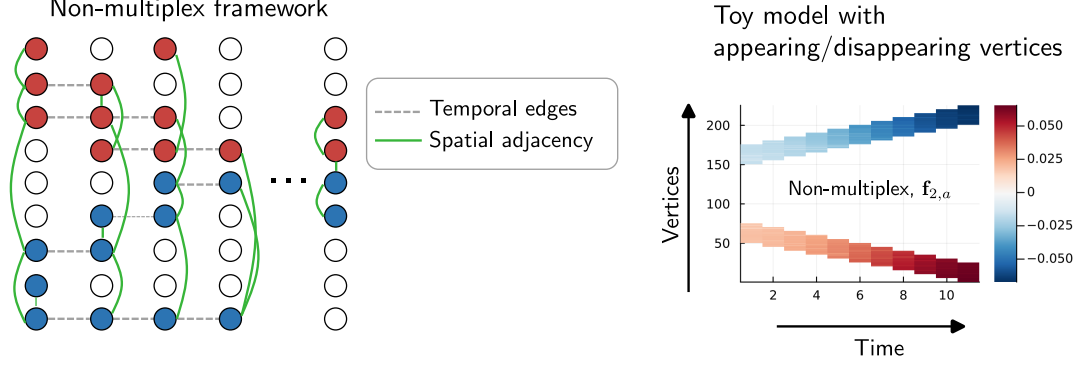 Non-multiplex framework
Temporal edges
Spatial adjacency
Toy model with
appearing/disappearing vertices
Vertices
200
150
100
50
Non-multiplex, f2,a
2
4
6
8
10
Time
0.050
0.025
0
−0.025
−0.050